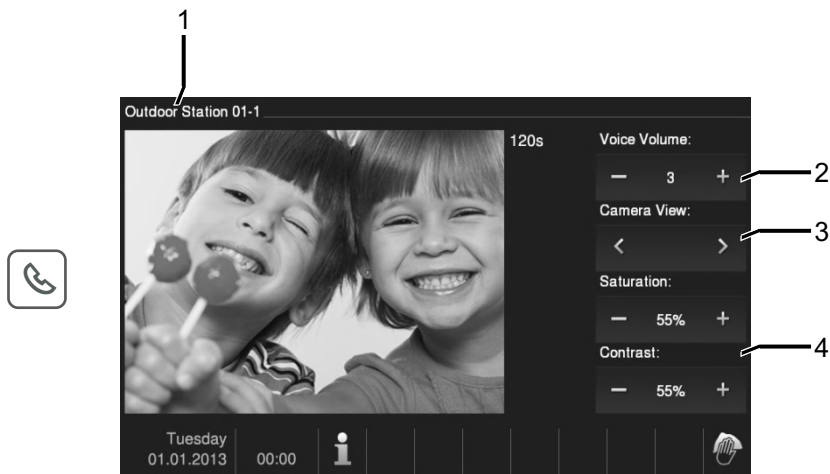 1
Outdoor Station 01-1
120s
Voice Volume:
3
2
Camera View:
3
Saturation:
55%
Contrast:
4
55%
Tuesday
01.01.2013
00:00